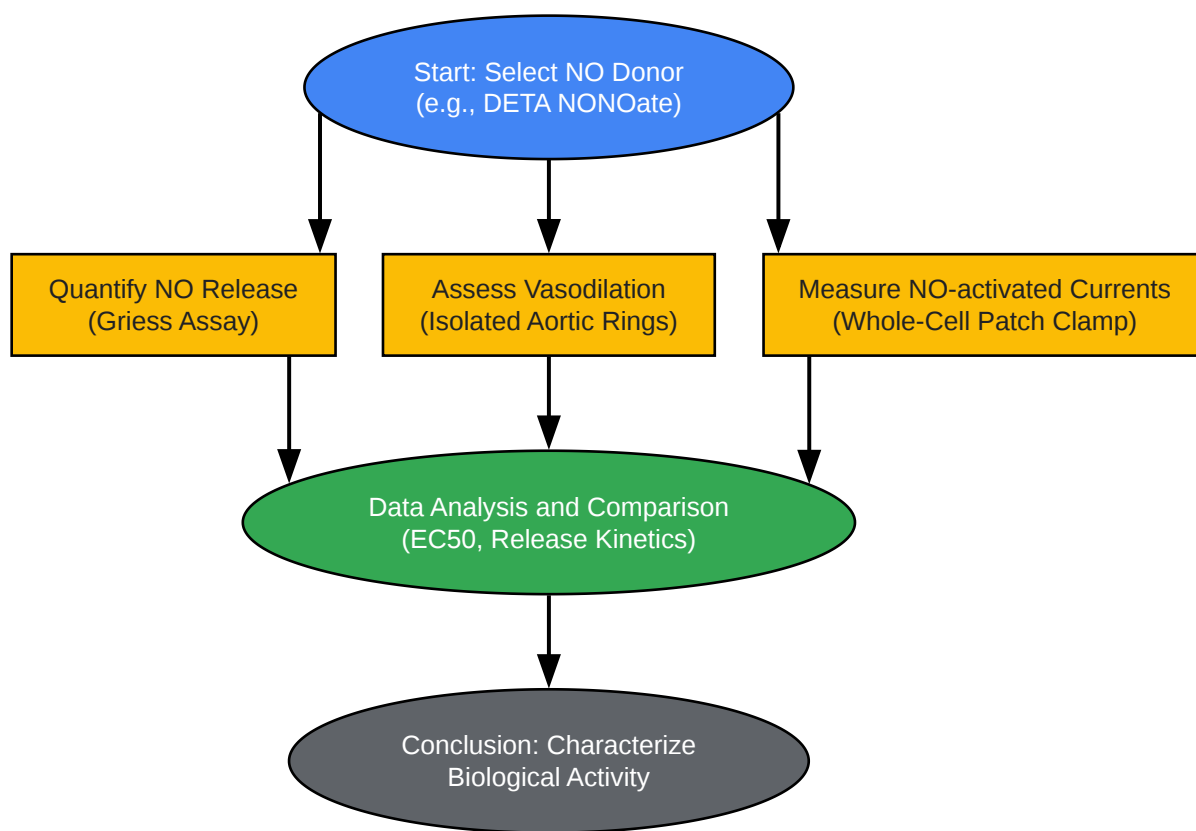 Start: Select NO Donor
(e.g., DETA NONOate)
Quantify NO Release
(Griess Assay)
Assess Vasodilation
(Isolated Aortic Rings)
Measure NO-activated Currents
(Whole-Cell Patch Clamp)
Data Analysis and Comparison
(EC50, Release Kinetics)
Conclusion: Characterize
Biological Activity